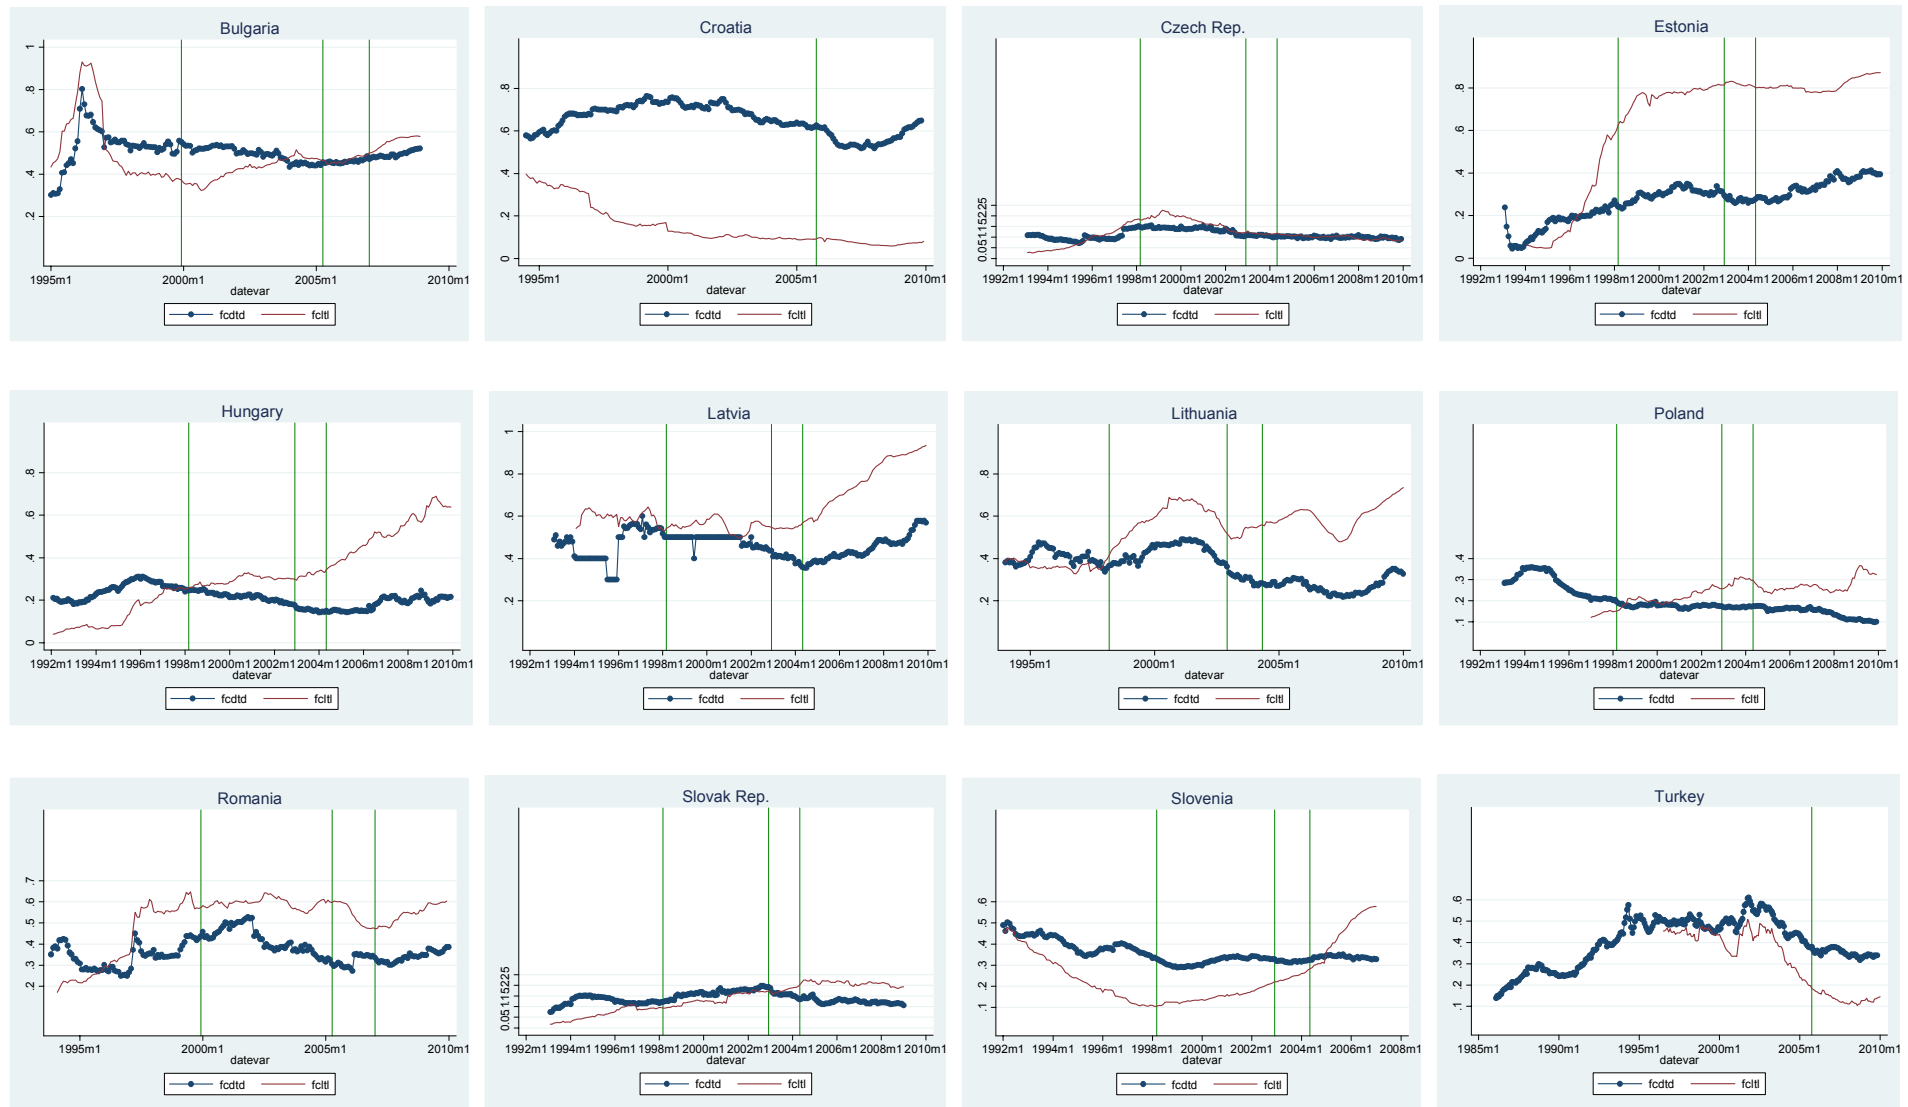 Bulgaria
1
.8
.6
.4
.2
1995m1 2000m1 2005m1 2010m1
datevar
fcdtd fcltl
Croatia
.8
.6
.4
.2
0
1995m1 2000m1 2005m1 2010m1
datevar
fcdtd fcltl
Czech Rep.
0.05.1.15.2.25
1992m1 1994m1 1996m1 1998m1 2000m1 2002m1 2004m1 2006m1 2008m1 2010m1
datevar
fcdtd fcltl
Estonia
.8
.6
.4
.2
0
1992m1 1994m1 1996m1 1998m1 2000m1 2002m1 2004m1 2006m1 2008m1 2010m1
datevar
fcdtd fcltl
Hungary
.8
.6
.4
.2
0
1992m1 1994m1 1996m1 1998m1 2000m1 2002m1 2004m1 2006m1 2008m1 2010m1
datevar
fcdtd fcltl
Latvia
1
.8
.6
.4
.2
1992m1 1994m1 1996m1 1998m1 2000m1 2002m1 2004m1 2006m1 2008m1 2010m1
datevar
fcdtd fcltl
Lithuania
.8
.6
.4
.2
1995m1 2000m1 2005m1 2010m1
datevar
fcdtd fcltl
Poland
.4
.3
.2
.1
1992m1 1994m1 1996m1 1998m1 2000m1 2002m1 2004m1 2006m1 2008m1 2010m1
datevar
fcdtd fcltl
Romania
.7
.6
.5
.4
.3
.2
1995m1 2000m1 2005m1 2010m1
datevar
fcdtd fcltl
Slovak Rep.
0.05.1.15.2.25
1992m1 1994m1 1996m1 1998m1 2000m1 2002m1 2004m1 2006m1 2008m1 2010m1
datevar
fcdtd fcltl
Slovenia
.6
.5
.4
.3
.2
.1
1992m1 1994m1 1996m1 1998m1 2000m1 2002m1 2004m1 2006m1 2008m1
datevar
fcdtd fcltl
Turkey
.6
.5
.4
.3
.2
.1
1985m1 1990m1 1995m1 2000m1 2005m1 2010m1
datevar
fcdtd fcltl